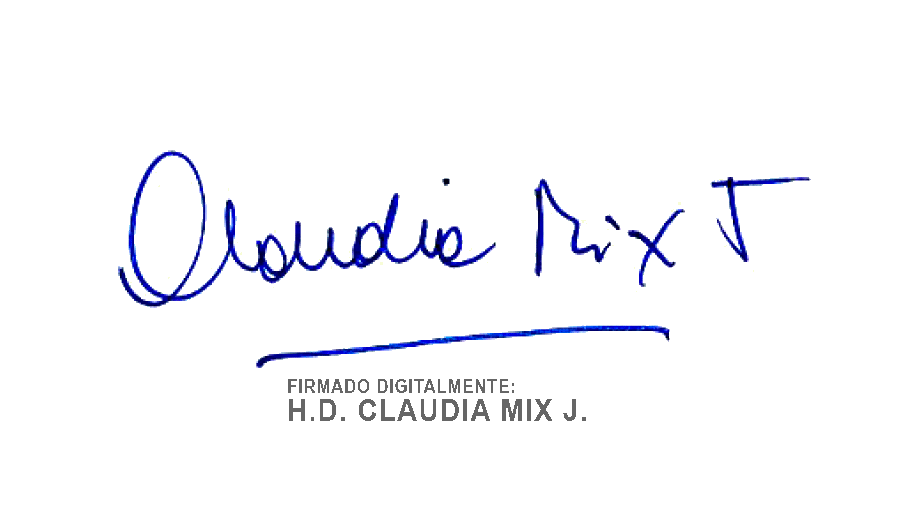 Claudia Mix J
FIRMADO DIGITALMENTE:
H.D. CLAUDIA MIX J.